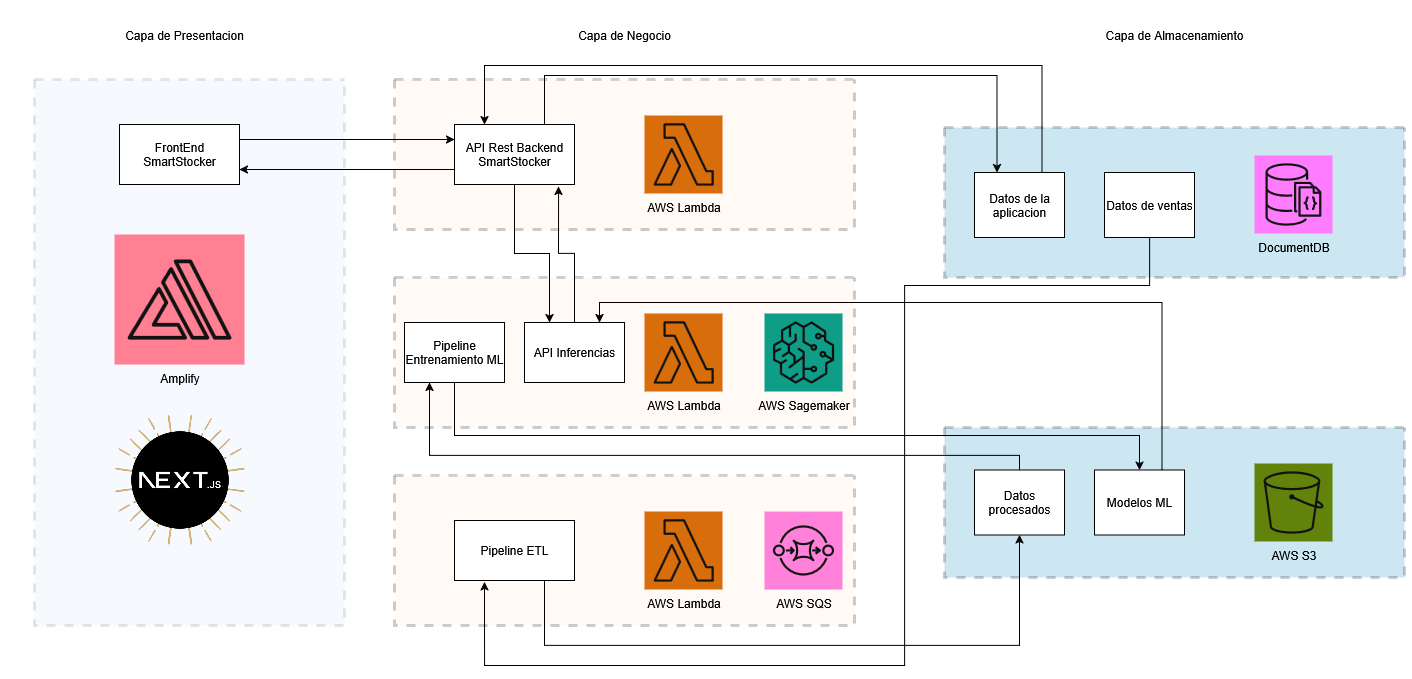 Capa de Presentacion
Capa de Negocio
Capa de Almacenamiento
FrontEnd
SmartStocker
Amplify
NEXT.JS
API Rest Backend
SmartStocker
AWS Lambda
Pipeline
Entrenamiento ML
API Inferencias
AWS Lambda
AWS Sagemaker
Pipeline ETL
AWS Lambda
AWS SQS
Datos de la
aplicacion
Datos de ventas
DocumentDB
Datos
procesados
Modelos ML
AWS S3